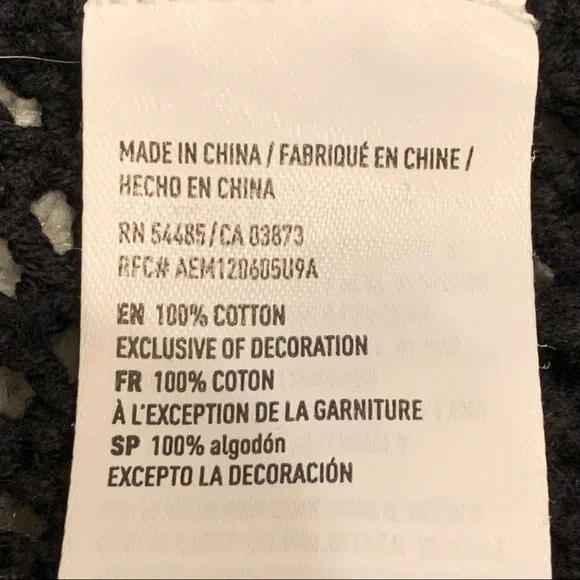 MADE IN CHINA / FABRIQUÉ EN CHINE /
HECHO EN CHINA
RN 54485/CA 03873
RFC# AEM120605U9A
EN 100% COTTON
EXCLUSIVE OF DECORATION
FR 100% COTON
À L'EXCEPTION DE LA GARNITURE
SP 100% algodón
EXCEPTO LA DECORACIÓN